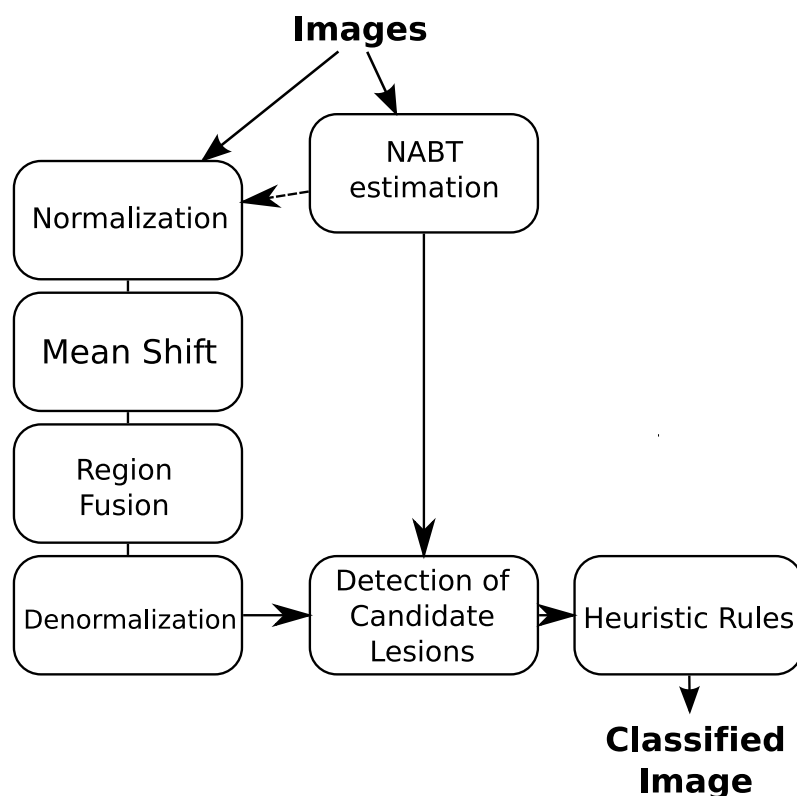 Images
NABT
estimation
Normalization
Mean Shift
Region
Fusion
Denormalization
Detection of
Candidate
Lesions
Heuristic Rules
Classified
Image